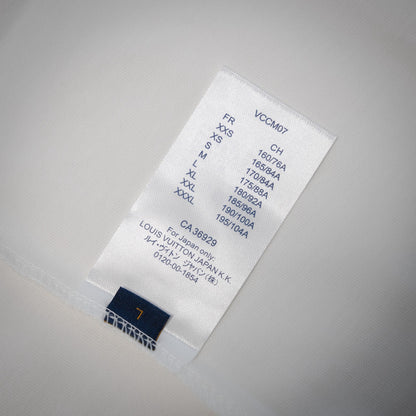 VCCM07
FR CH
XXS 160/76A
XS 165/84A
S 170/84A
M 175/88A
L 180/92A
XL 185/96A
XXL 190/100A
XXXL 195/104A
CA 36929
For Japan only.
LOUIS VUITTON JAPAN K.K.
ルイ・ヴィトン ジャパン(株)
0120-00-1854
L